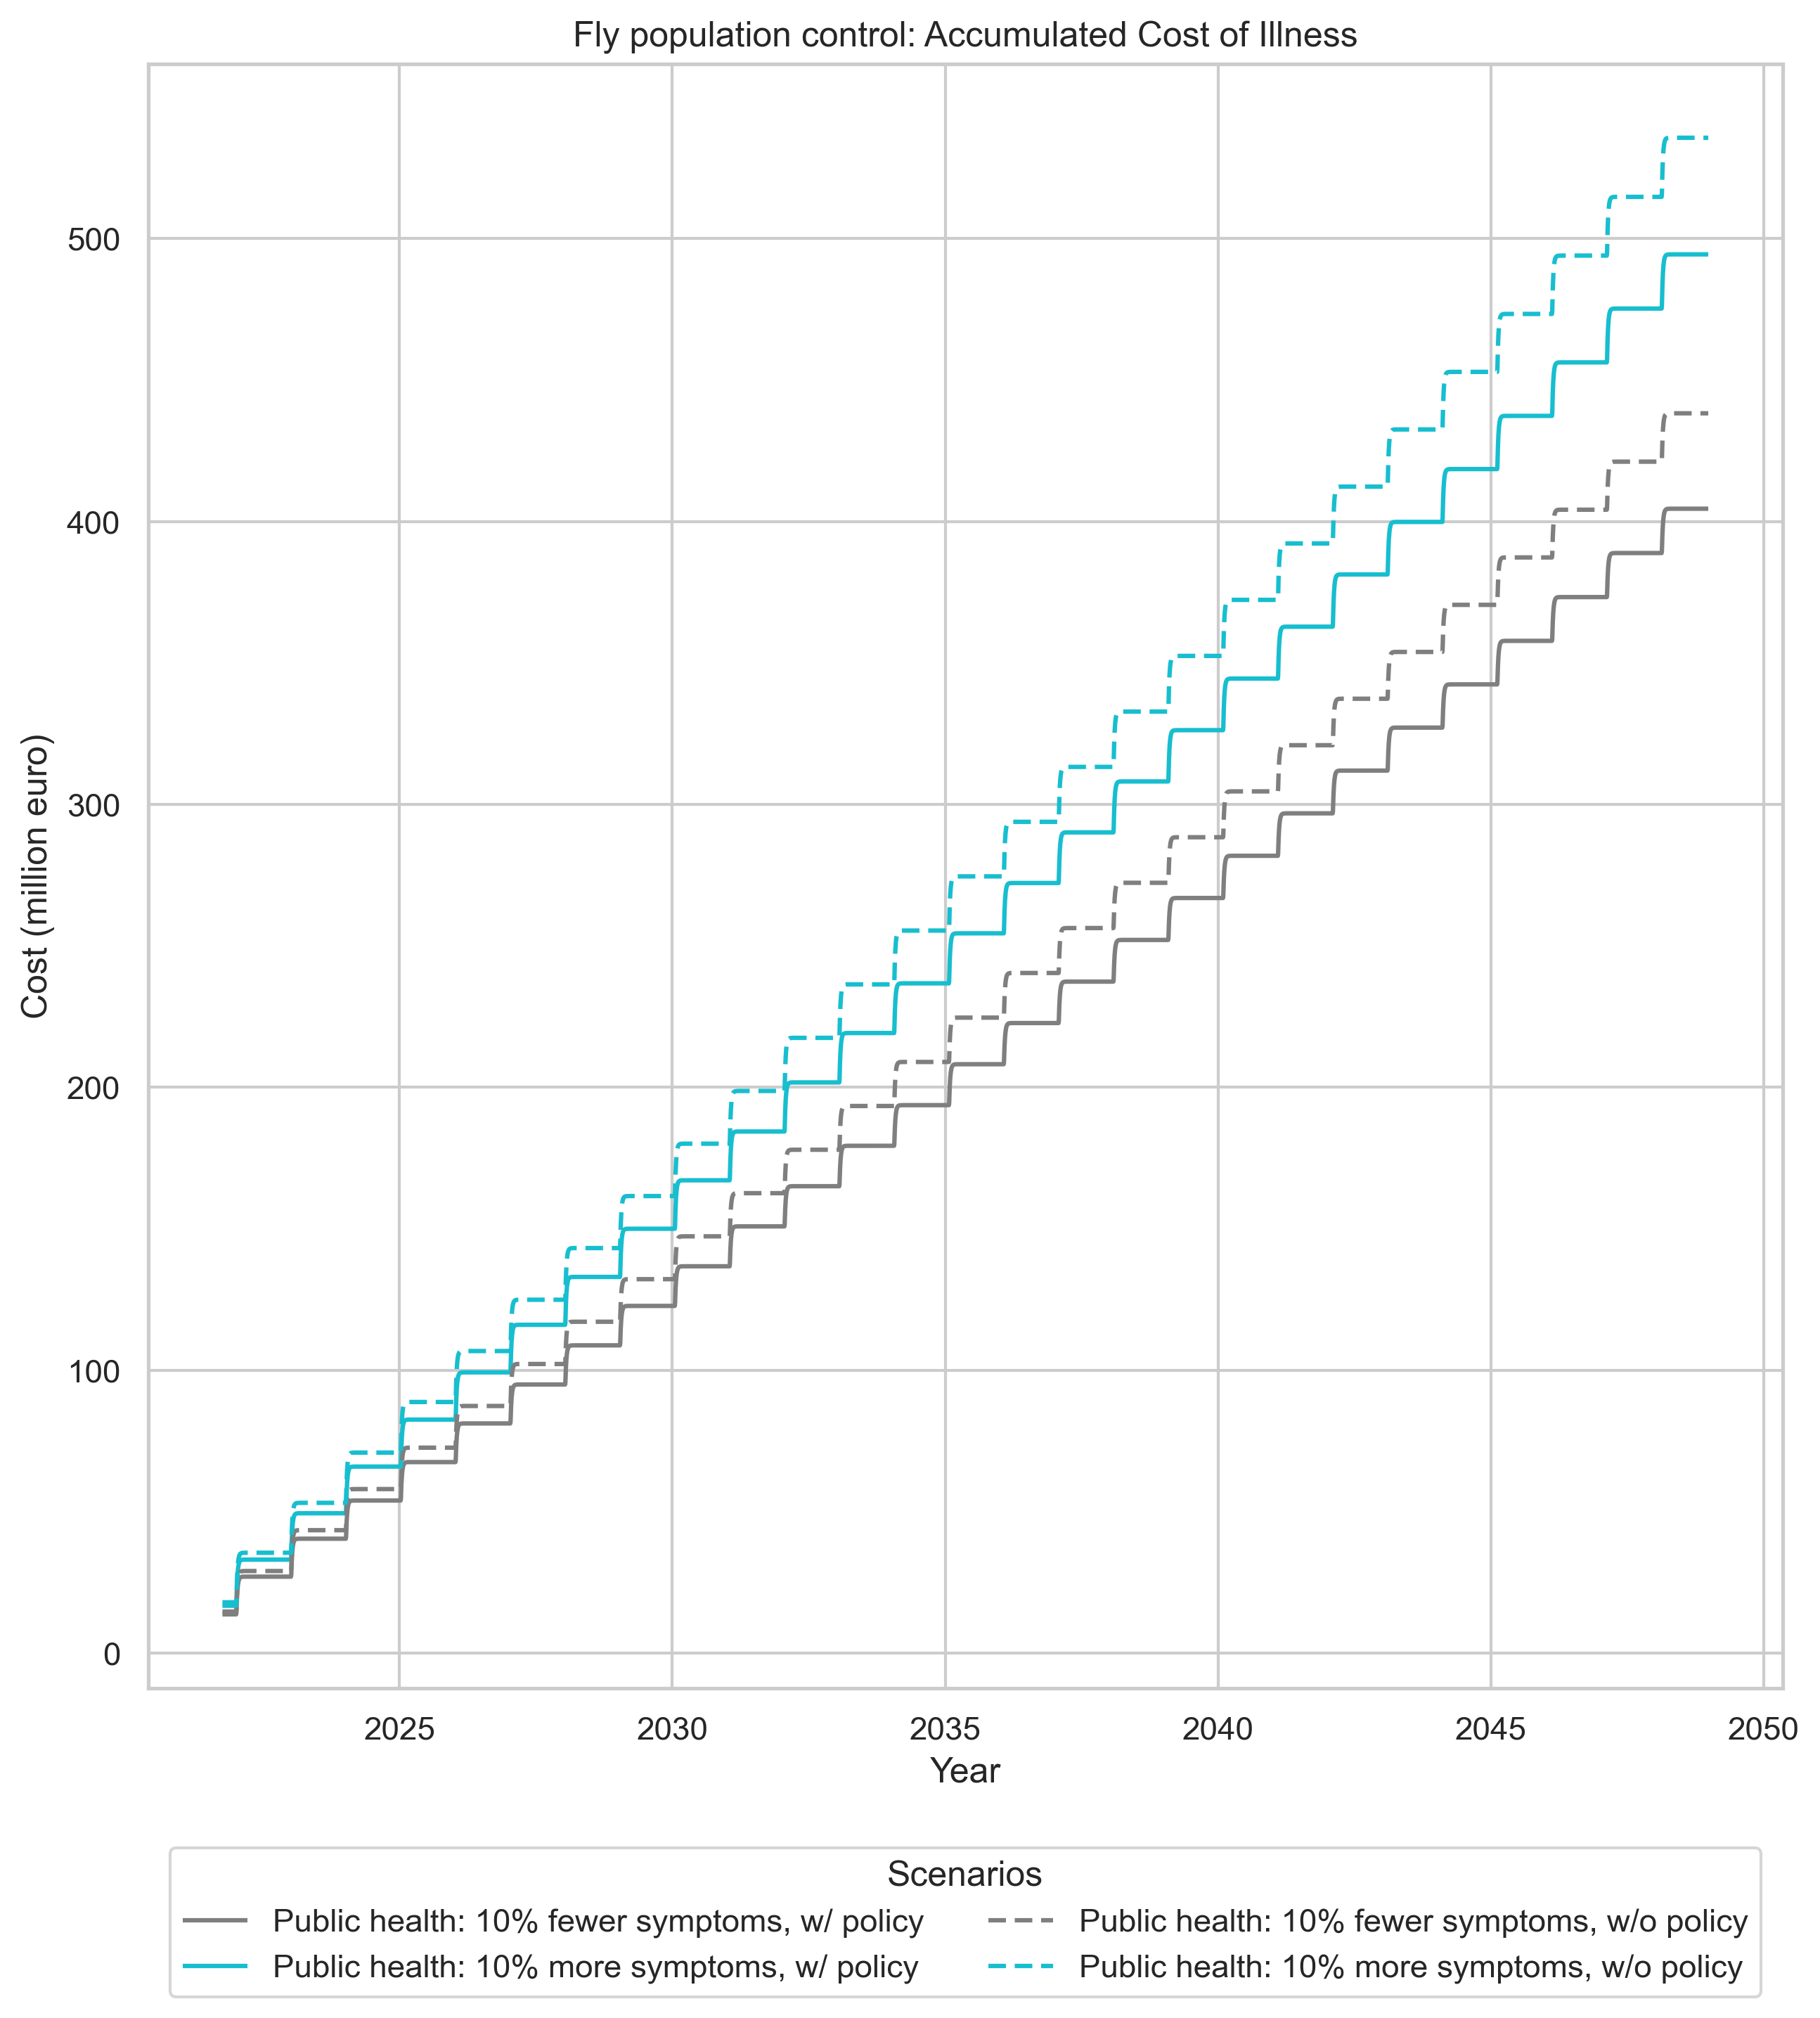 Fly population control: Accumulated Cost of Illness
500
400
300
200
100
0
Cost (million euro)
2025 2030 2035 2040 2045 2050
Year
Scenarios
Public health: 10% fewer symptoms, w/ policy
Public health: 10% more symptoms, w/ policy
Public health: 10% fewer symptoms, w/o policy
Public health: 10% more symptoms, w/o policy